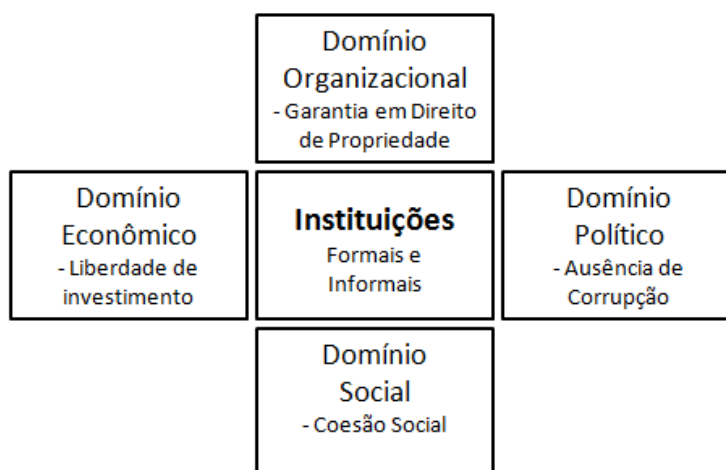 Domínio
Organizacional
- Garantia em Direito
de Propriedade
Domínio
Econômico
- Liberdade de
investimento
Instituições
Formais e
Informais
Domínio
Político
- Ausência de
Corrupção
Domínio
Social
- Coesão Social